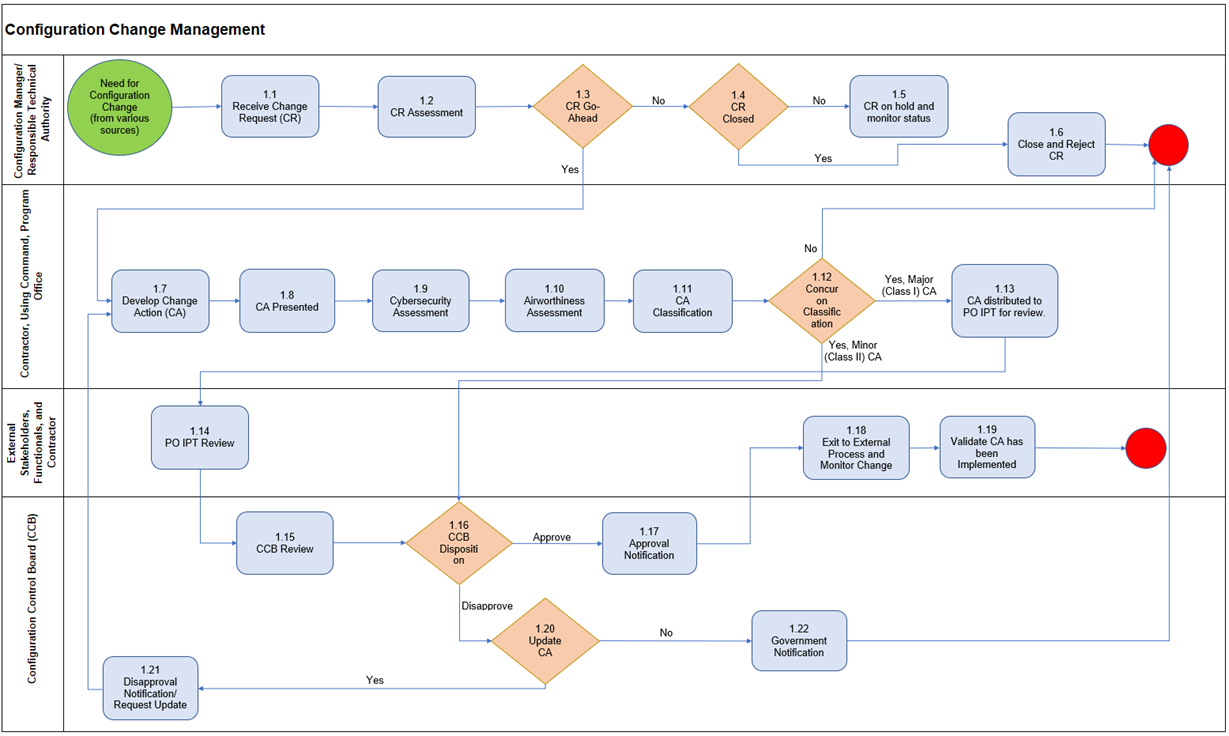 Configuration Change Management
Configuration Manager/
Responsible Technical
Authority
Need for
Configuration
Change
(from various
sources)
1.1
Receive Change
Request (CR)
1.2
CR Assessment
1.3
CR Go-
Ahead
No
1.4
CR
Closed
No
1.5
CR on hold and
monitor status
Yes
1.6
Close and Reject
CR
Yes
Contractor, Using Command, Program
Office
1.7
Develop Change
Action (CA)
1.8
CA Presented
1.9
Cybersecurity
Assessment
1.10
Airworthiness
Assessment
1.11
CA
Classification
No
1.12
Concur
on
Classific
ation
Yes, Major
(Class I) CA
1.13
CA distributed to
PO IPT for review.
Yes, Minor
(Class II) CA
External
Stakeholders,
Functionals, and
Contractor
1.14
PO IPT Review
1.18
Exit to External
Process and
Monitor Change
1.19
Validate CA has
been
Implemented
Configuration Control Board (CCB)
1.15
CCB Review
1.16
CCB
Dispositi
on
Approve
1.17
Approval
Notification
Disapprove
1.20
Update
CA
No
1.22
Government
Notification
Yes
1.21
Disapproval
Notification/
Request Update